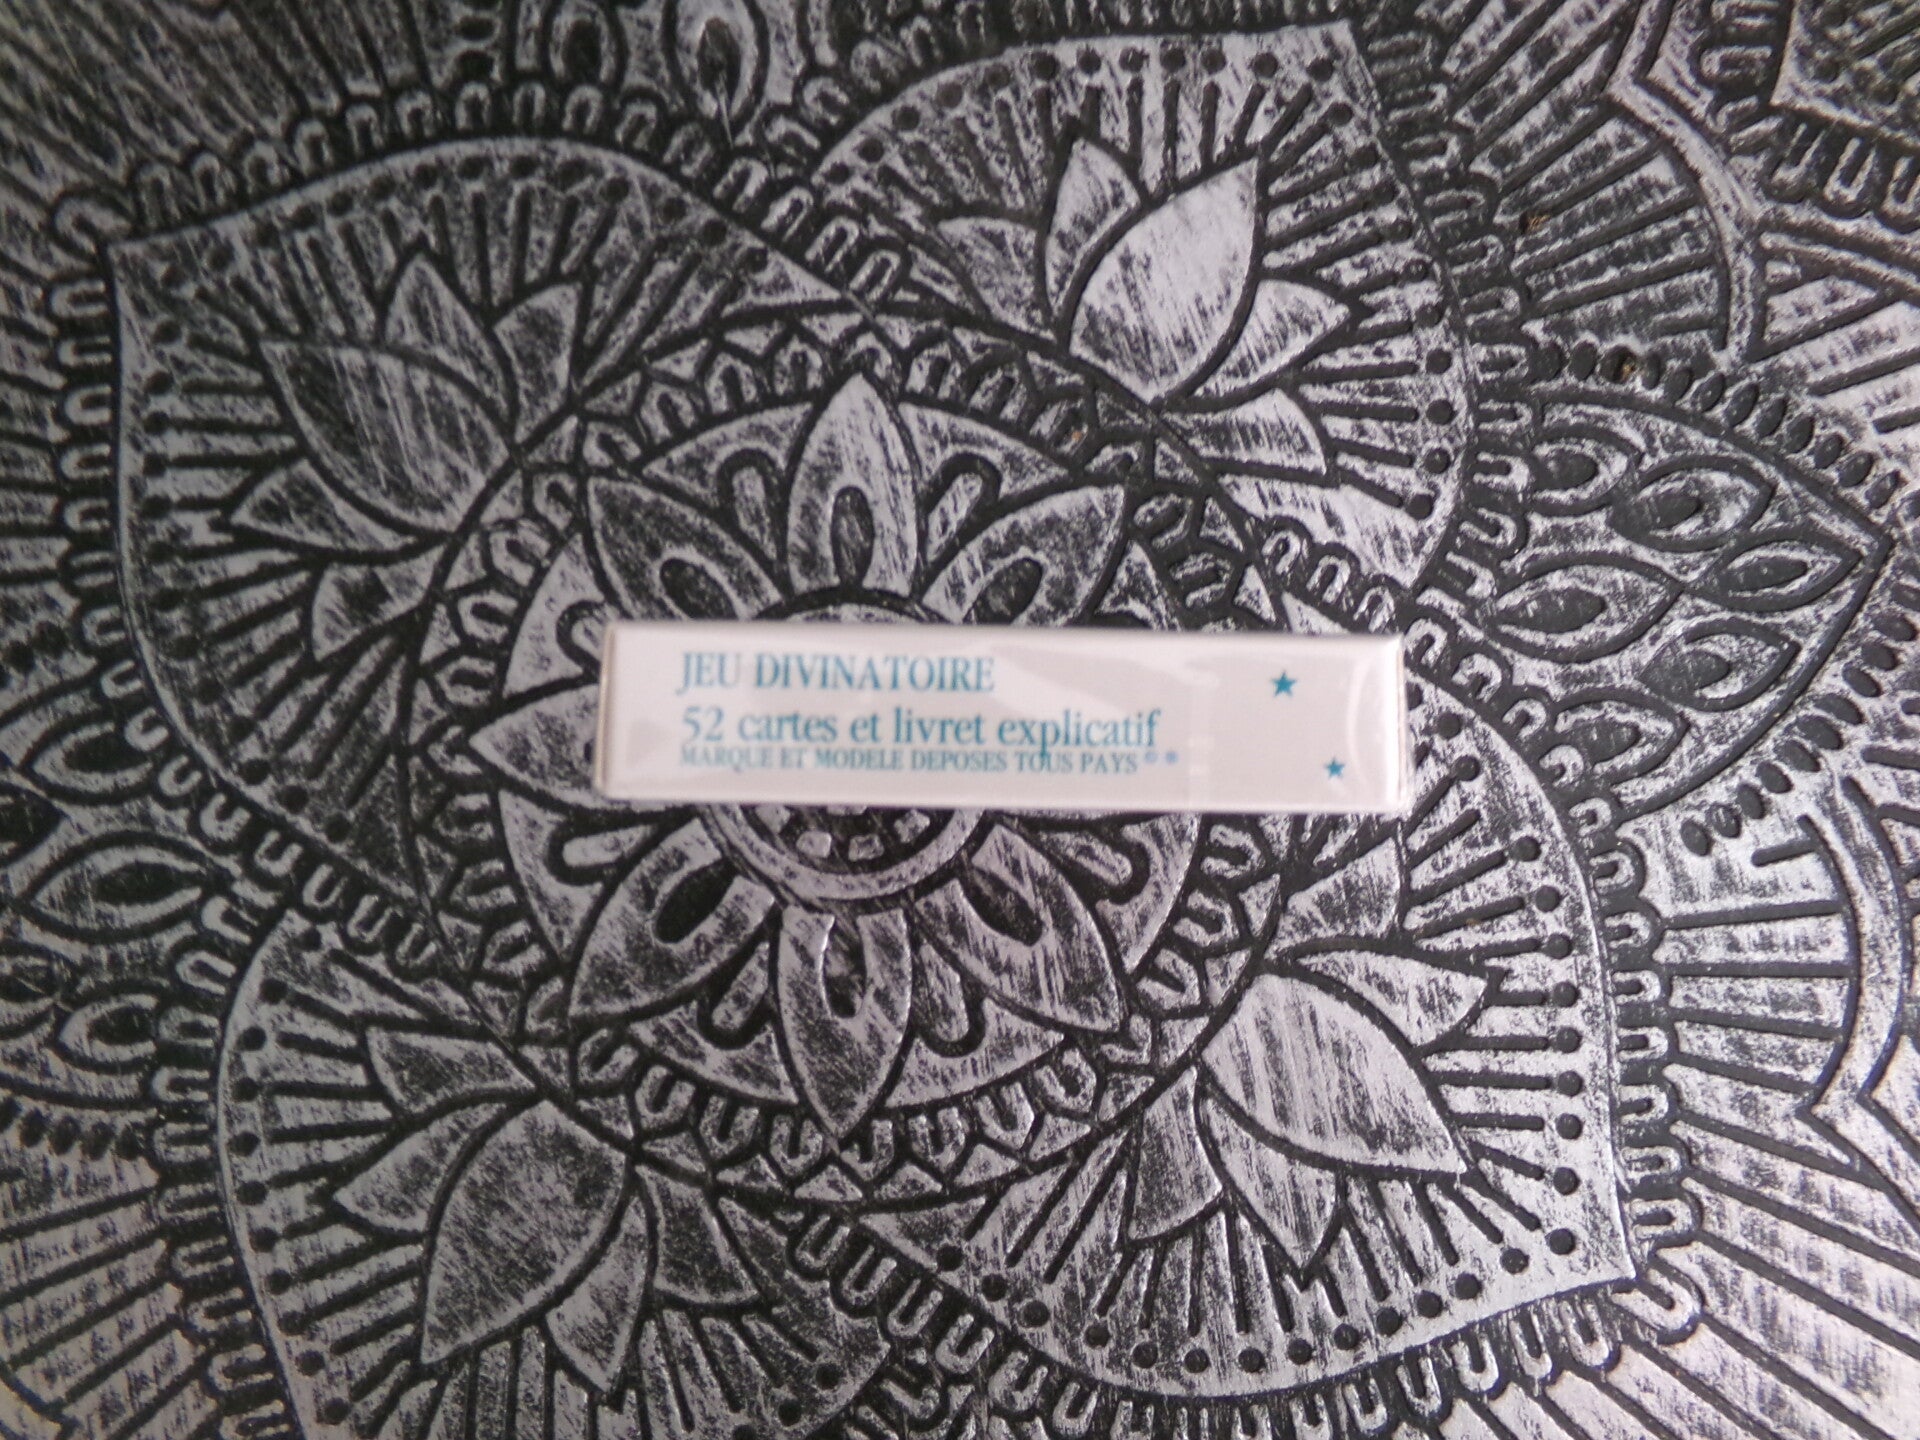 JEU DIVINATOIRE
52 cartes et livret explicatif
MARQUE ET MODELE DEPOSES TOUS PAYS © ®